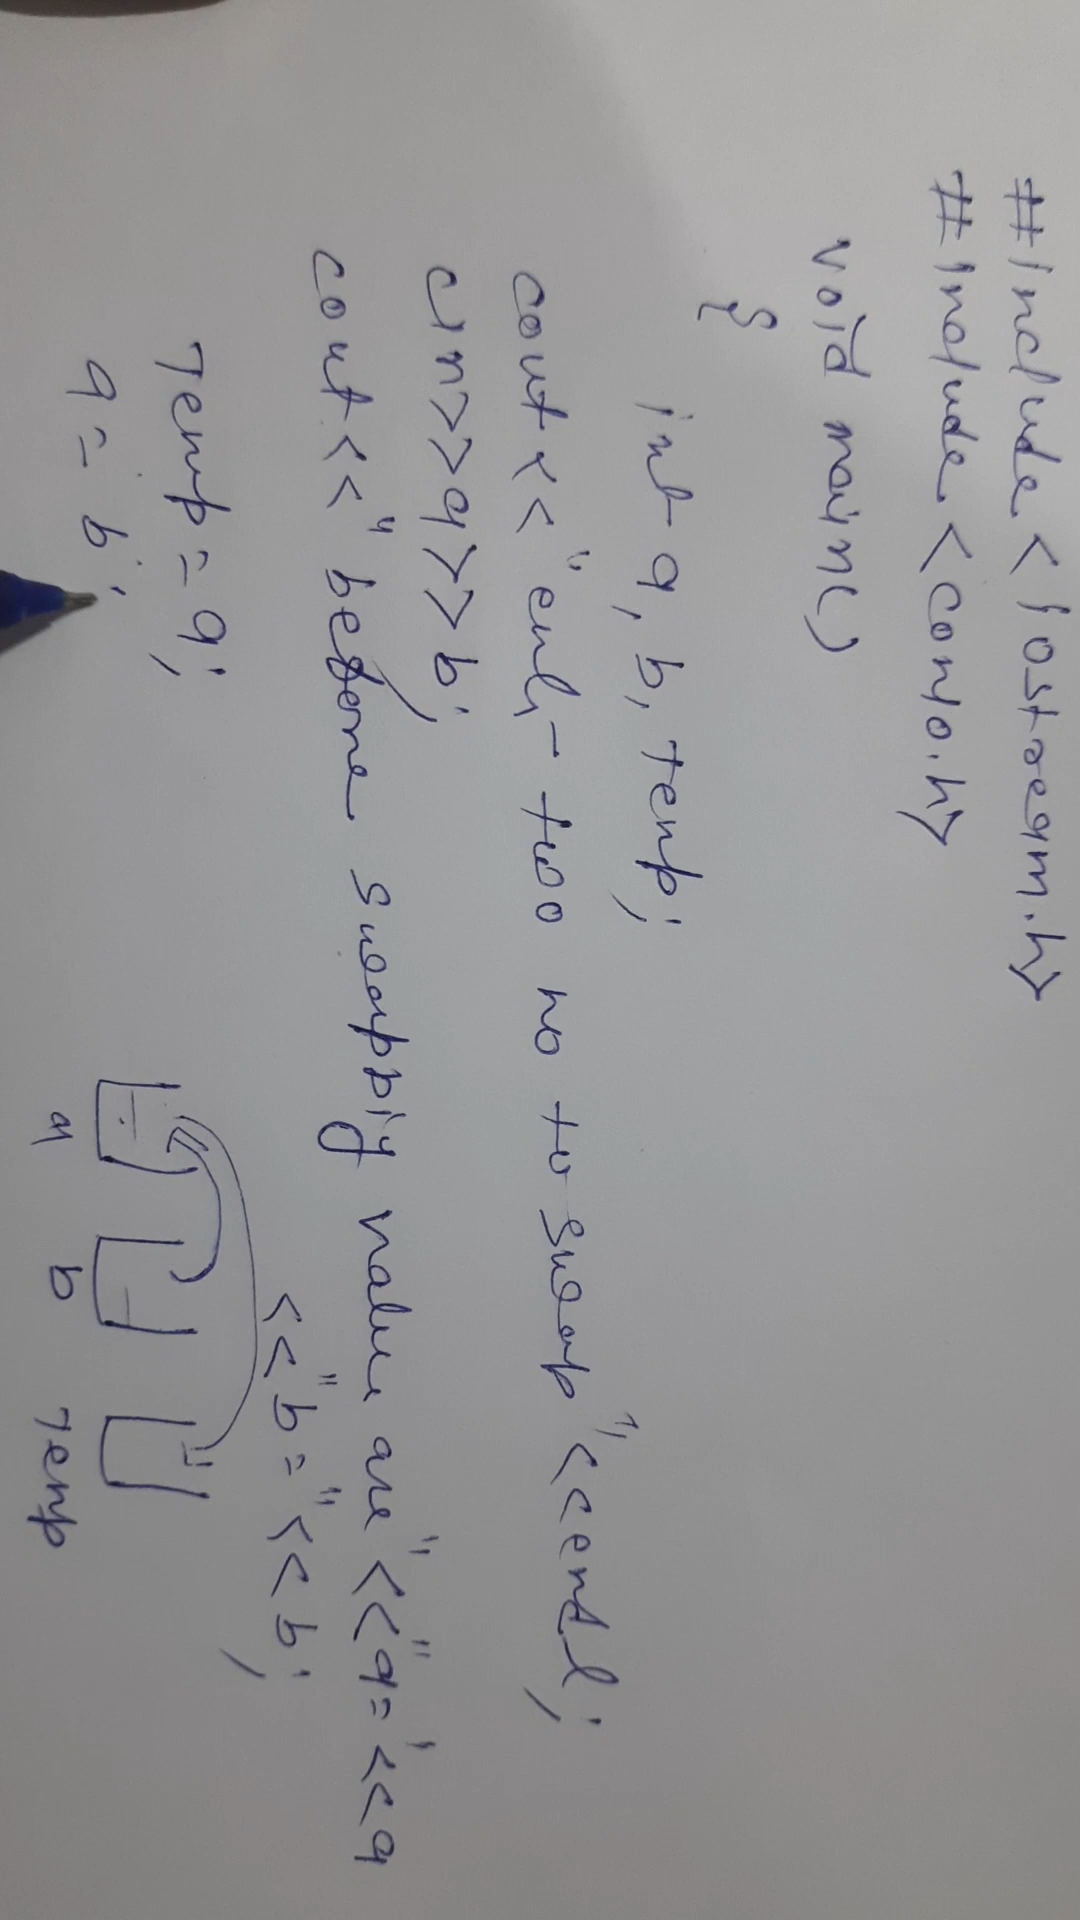 #include<iostream.h>
#include<conio.h>
void main()
{
int a, b, Temp;
cout<<"enter two no to swap"<<endl;
cin>>a>>b;
cout<<"before swapping value are"<<"a="<<a
<<"b="<<b;
Temp=a;
a=b;
a b Temp